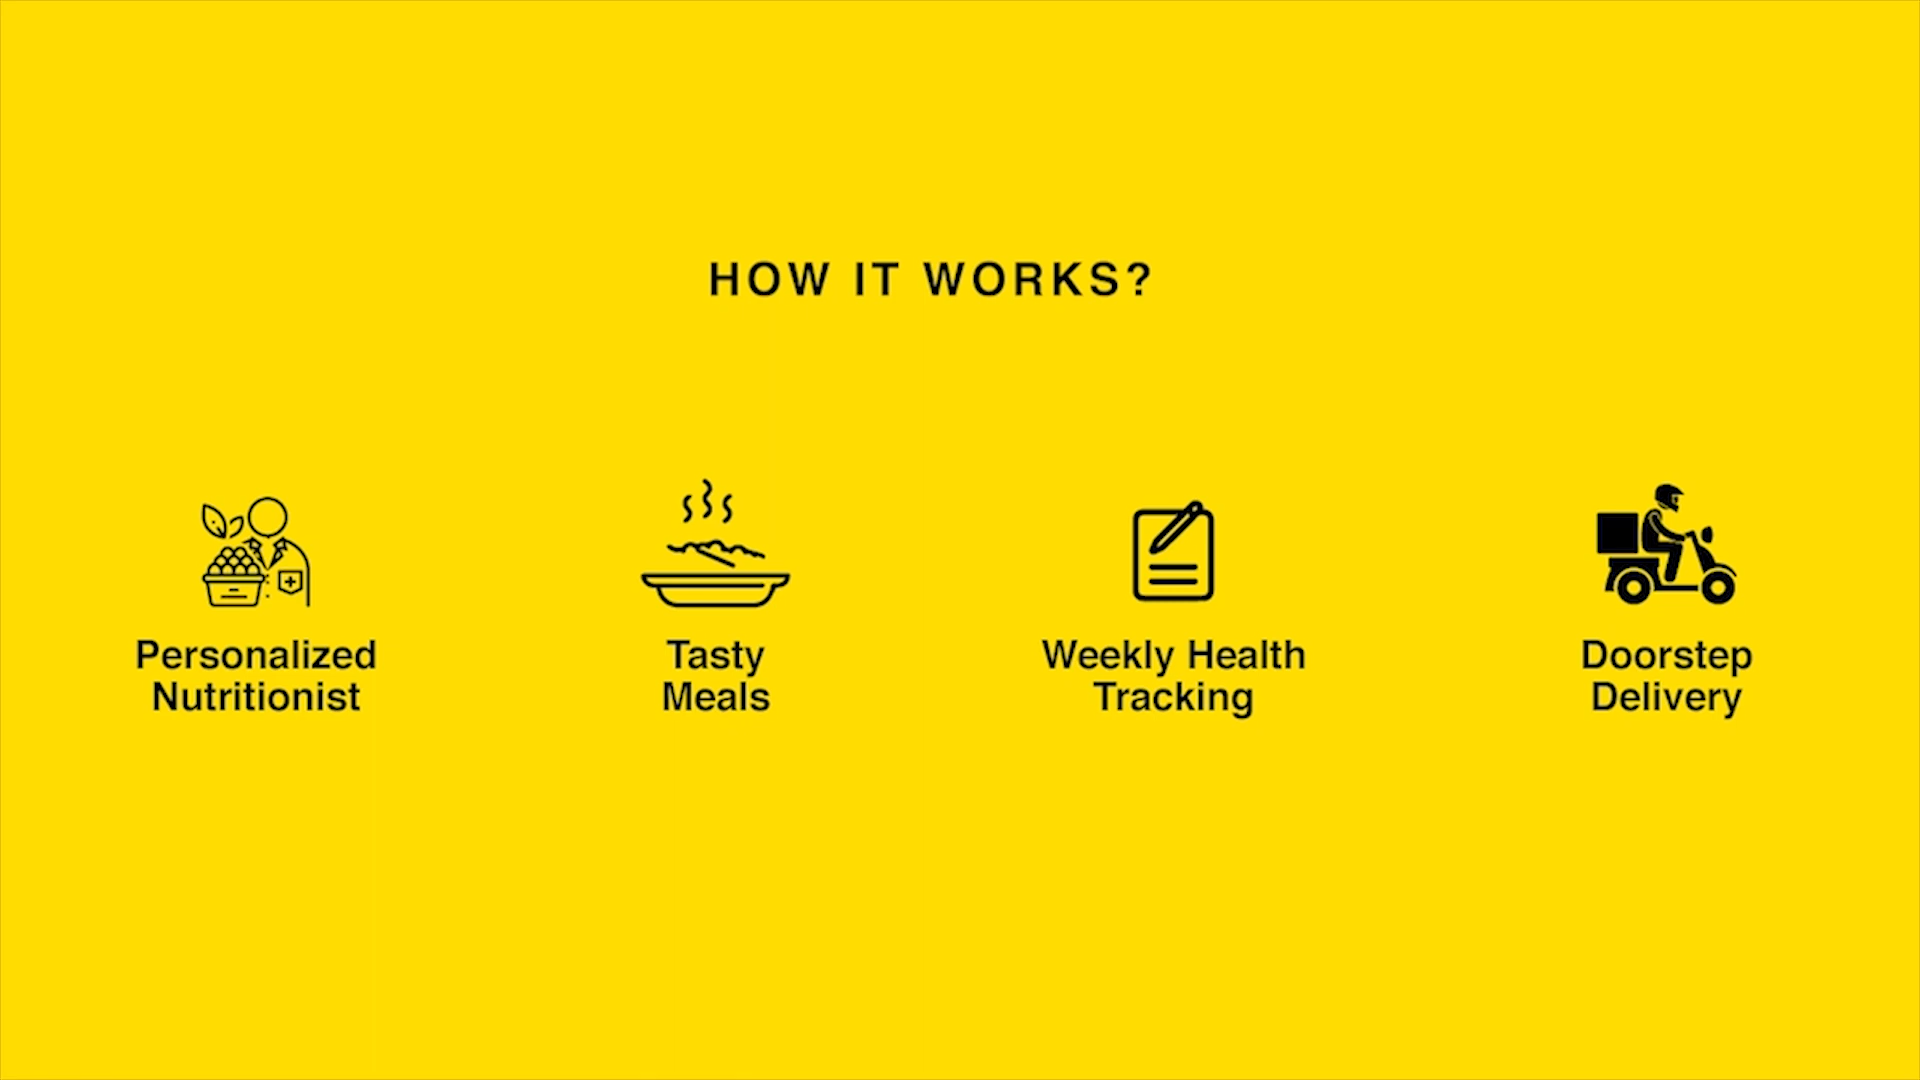 HOW IT WORKS?
Personalized
Nutritionist
Tasty
Meals
Weekly Health
Tracking
Doorstep
Delivery